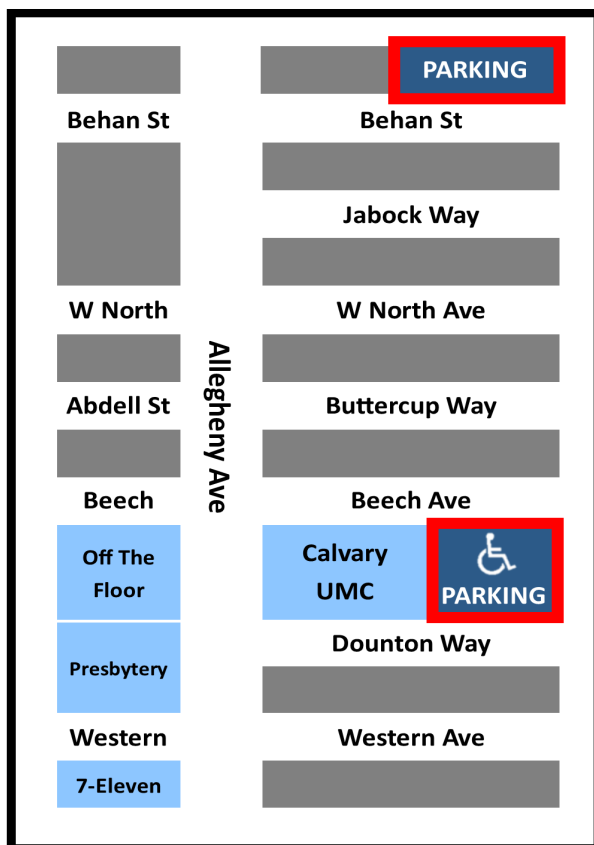 PARKING
Behan St
Behan St
Jabock Way
W North
W North Ave
Allegheny Ave
Abdell St
Buttercup Way
Beech
Beech Ave
Off The
Floor
Calvary
UMC
PARKING
Dounton Way
Presbytery
Western
Western Ave
7-Eleven